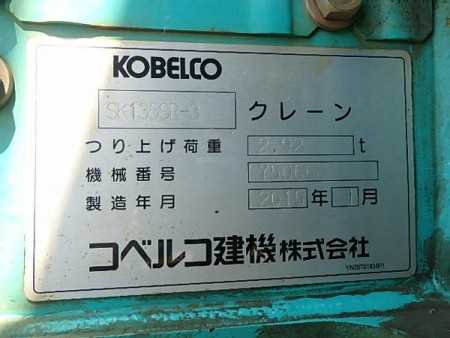 KOBELCO
SK135SR-3 クレーン
つり上げ荷重 2.92 t
機械番号
製造年月 年 月
コベルコ建機株式会社